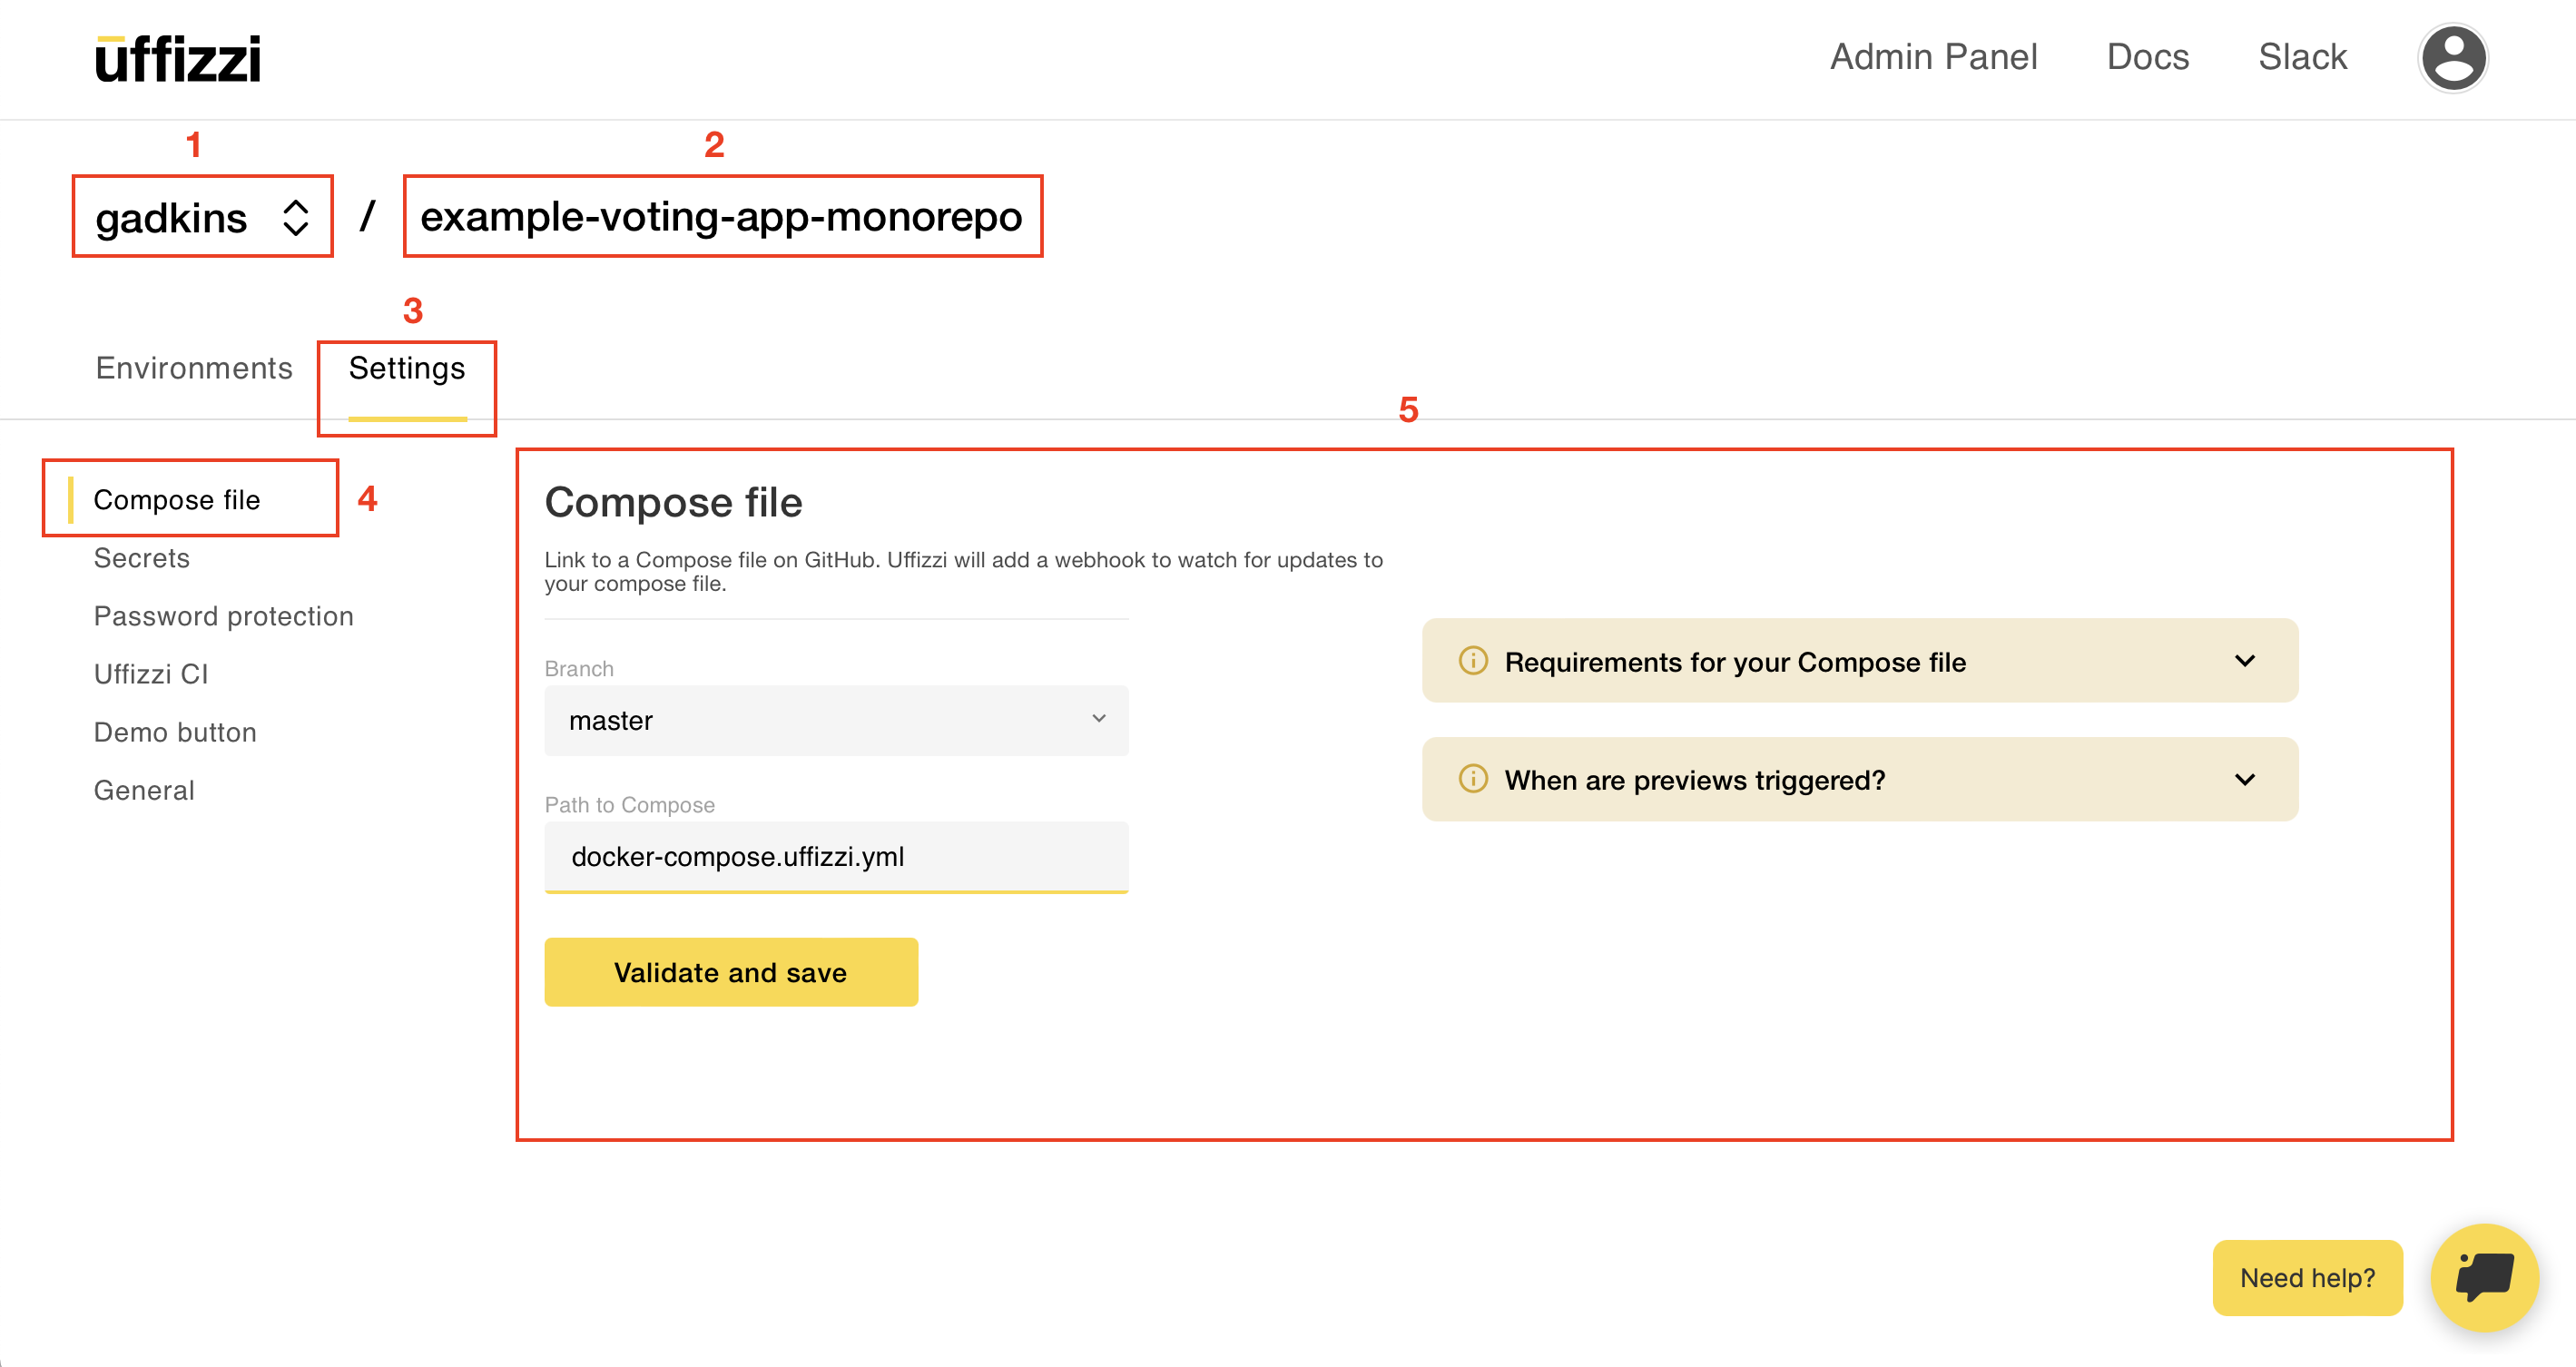 uffizzi
Admin Panel Docs Slack
1
2
gadkins / example-voting-app-monorepo
3
Environments Settings
5
Compose file
4
Secrets
Password protection
Uffizzi CI
Demo button
General
Compose file
Link to a Compose file on GitHub. Uffizzi will add a webhook to watch for updates to
your compose file.
Branch
master
Path to Compose
docker-compose.uffizzi.yml
Validate and save
Requirements for your Compose file
When are previews triggered?
Need help?